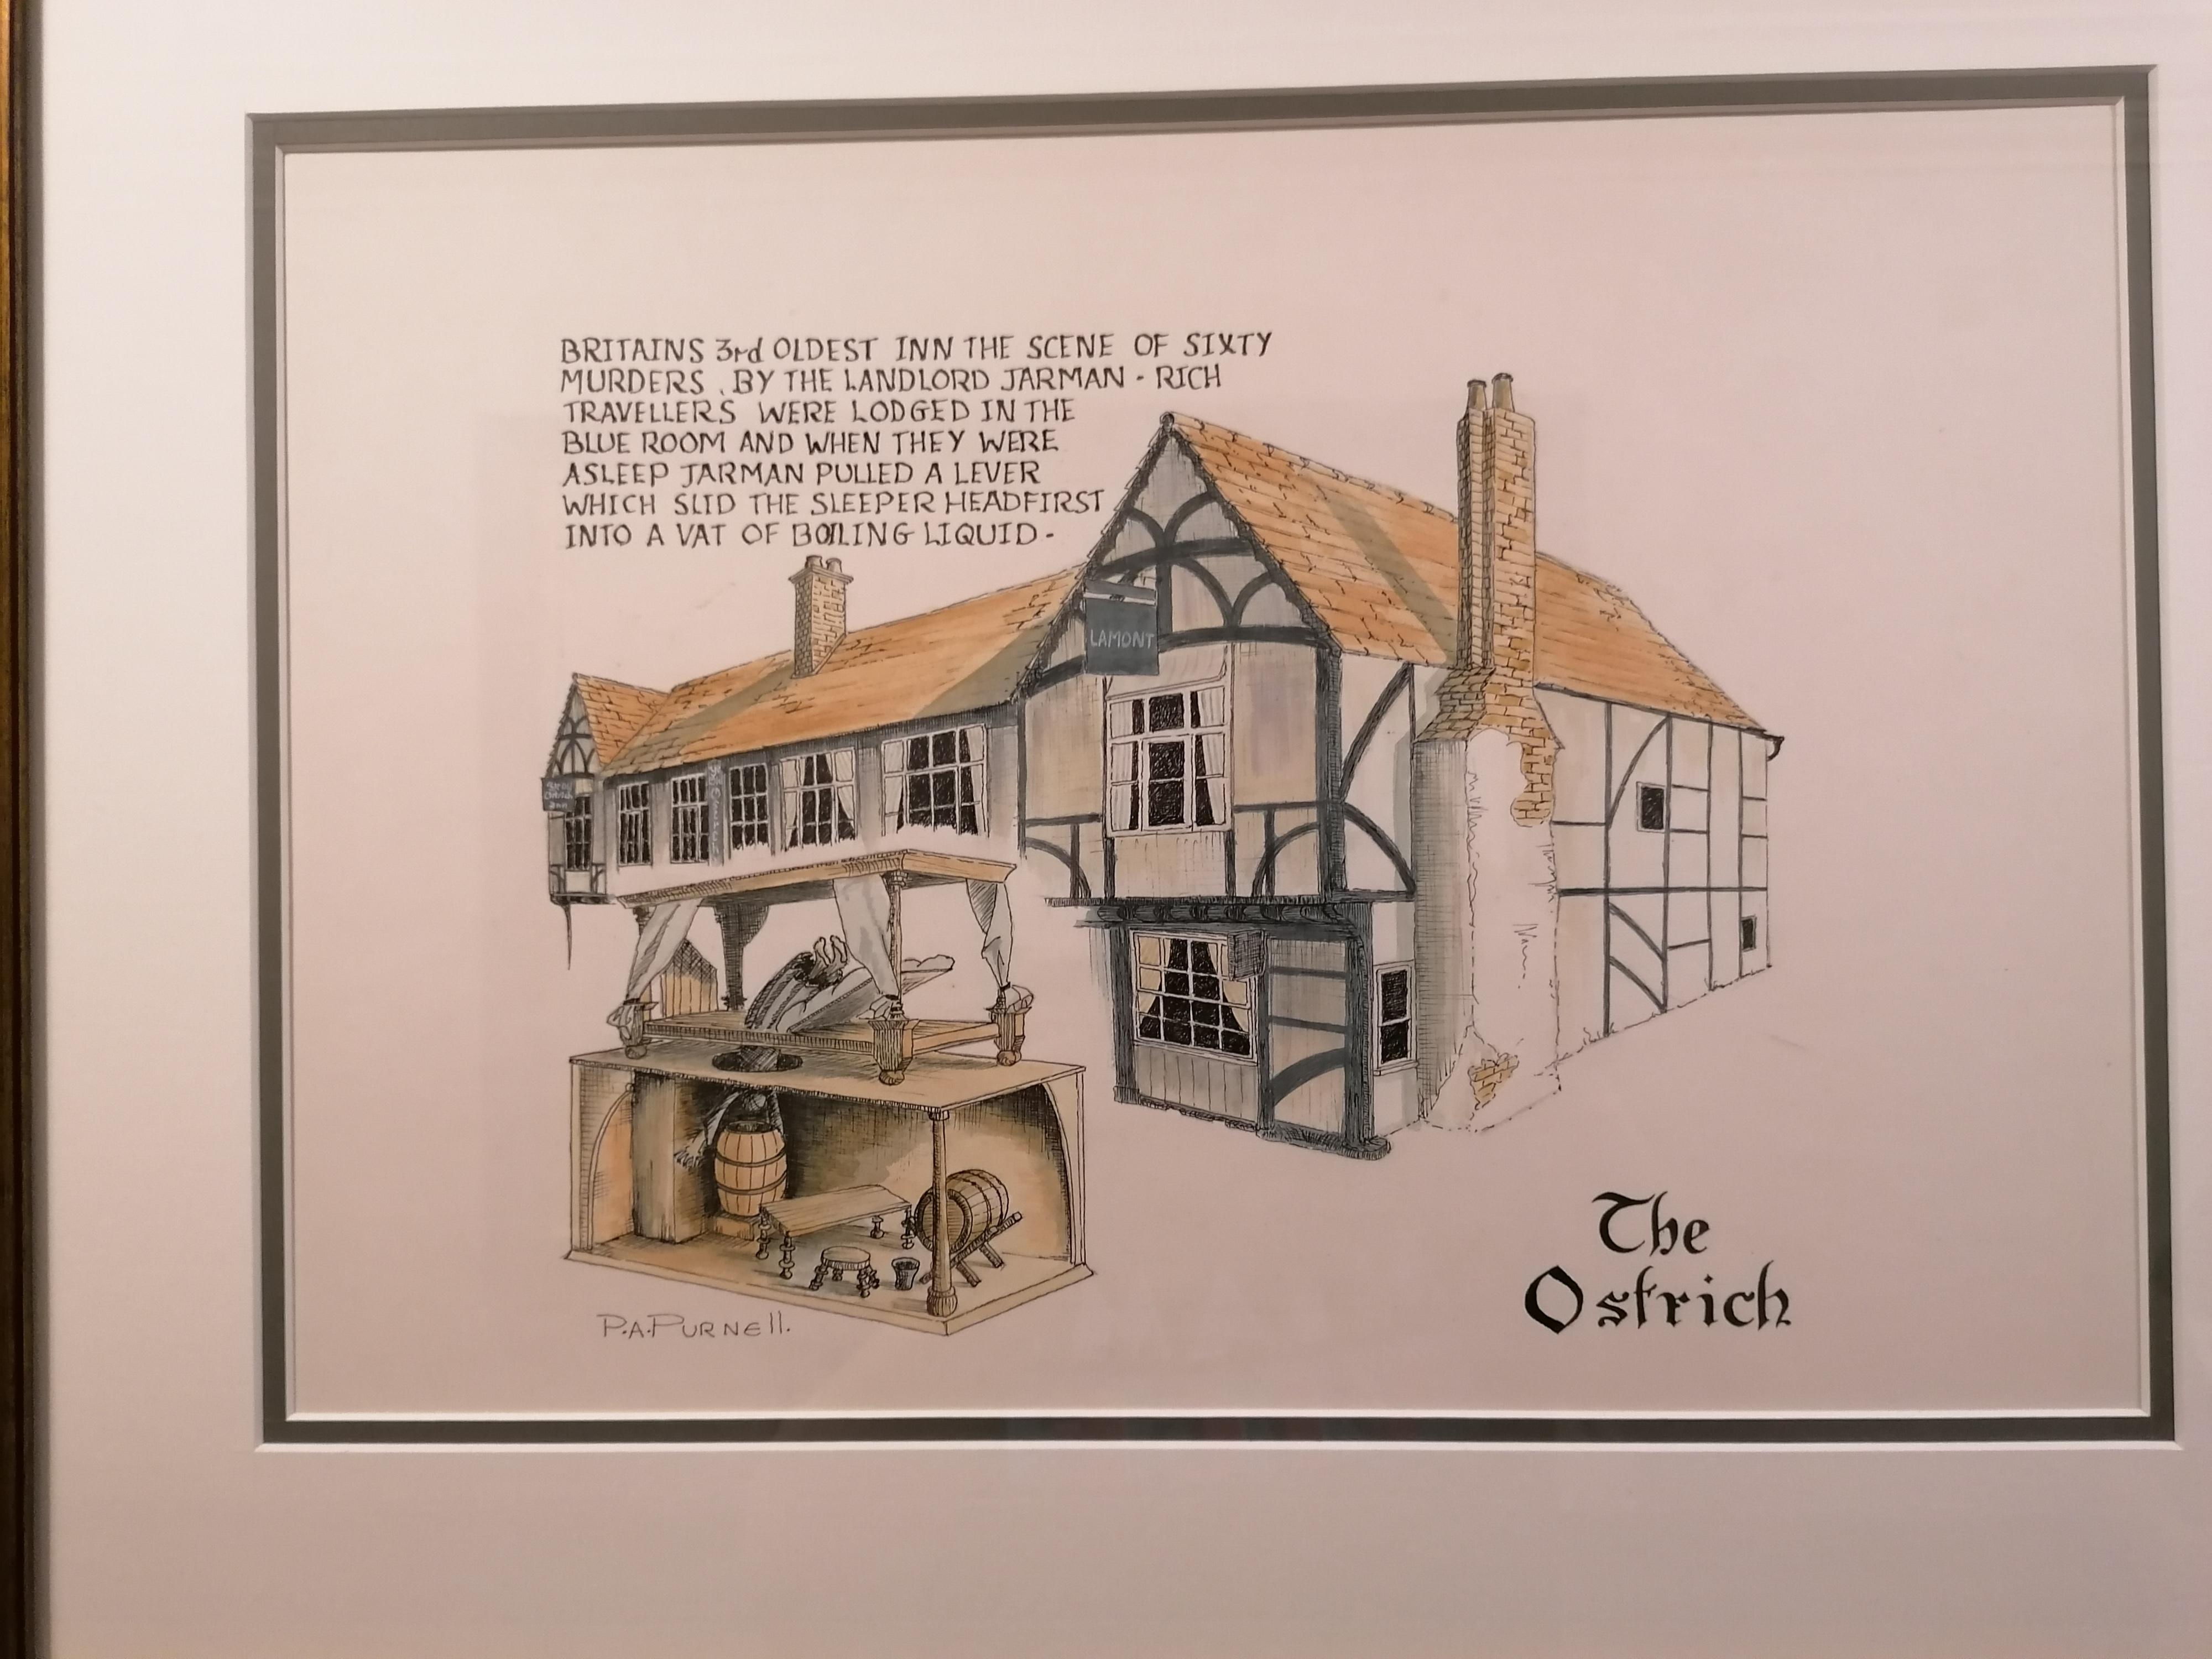 BRITAINS 3rd OLDEST INN THE SCENE OF SIXTY
MURDERS , BY THE LANDLORD JARMAN - RICH
TRAVELLERS WERE LODGED IN THE
BLUE ROOM AND WHEN THEY WERE
ASLEEP JARMAN PULLED A LEVER
WHICH SLID THE SLEEPER HEADFIRST
INTO A VAT OF BOILING LIQUID -
LAMONT
Ostrich
Inn
P.A.PURNEll.
The
Ostrich